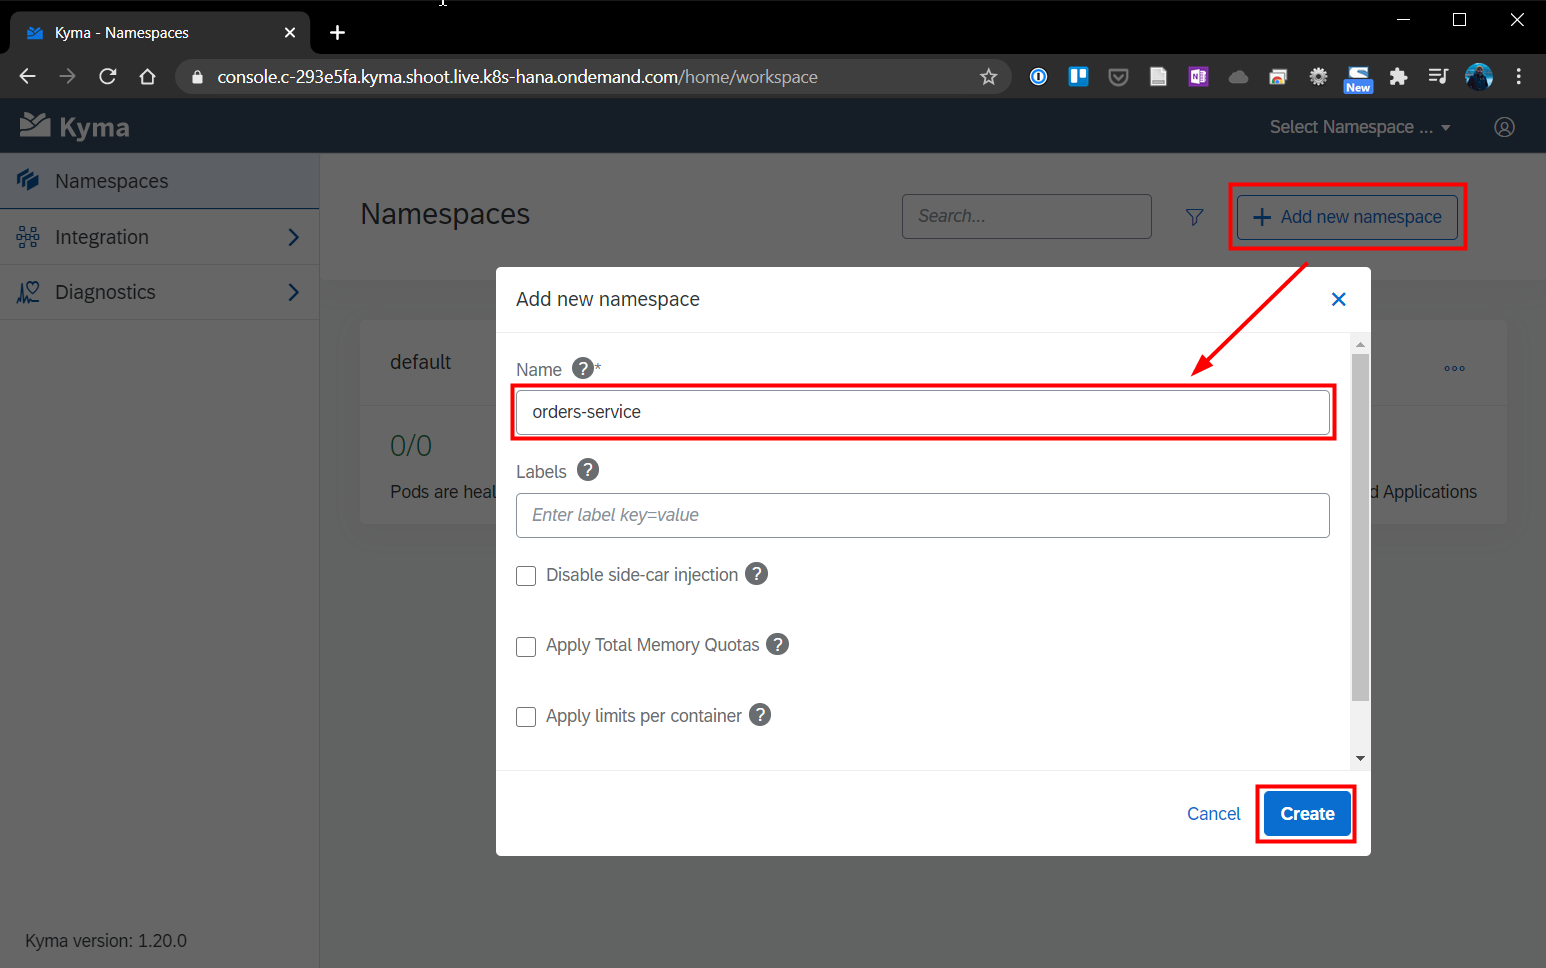 Kyma - Namespaces
console.c-293e5fa.kyma.shoot.live.k8s-hana.ondemand.com/home/workspace
New
Kyma
Select Namespace ...
Namespaces
Integration
Diagnostics
Namespaces
Search...
+ Add new namespace
default
0/0
Pods are heal
d Applications
Add new namespace
Name ?*
orders-service
Labels ?
Enter label key=value
Disable side-car injection ?
Apply Total Memory Quotas ?
Apply limits per container ?
Cancel
Create
Kyma version: 1.20.0